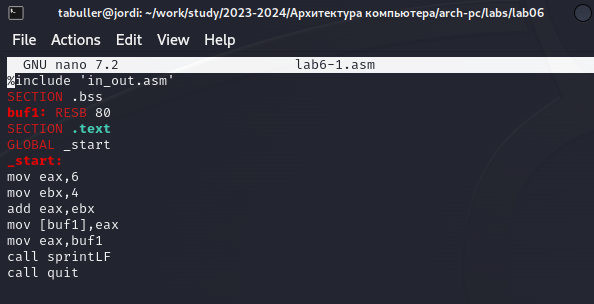 tabuller@jordi: ~/work/study/2023-2024/Архитектура компьютера/arch-pc/labs/lab06
File Actions Edit View Help
GNU nano 7.2 lab6-1.asm
%include 'in_out.asm'
SECTION .bss
buf1: RESB 80
SECTION .text
GLOBAL _start
_start:
mov eax,6
mov ebx,4
add eax,ebx
mov [buf1],eax
mov eax,buf1
call sprintLF
call quit